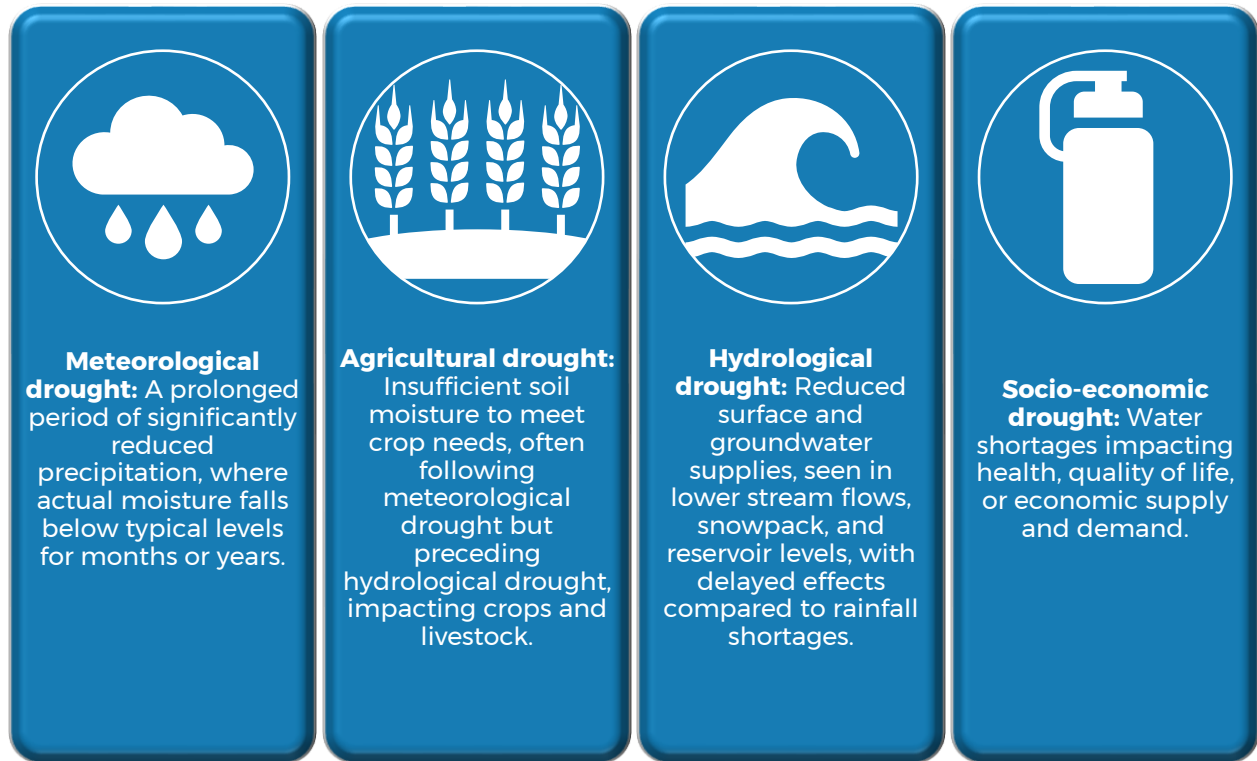 Meteorological
drought: A prolonged
period of significantly
reduced
precipitation, where
actual moisture falls
below typical levels
for months or years.
Agricultural drought:
Insufficient soil
moisture to meet
crop needs, often
following
meteorological
drought but
preceding
hydrological drought,
impacting crops and
livestock.
Hydrological
drought: Reduced
surface and
groundwater
supplies, seen in
lower stream flows,
snowpack, and
reservoir levels, with
delayed effects
compared to rainfall
shortages.
Socio-economic
drought: Water
shortages impacting
health, quality of life,
or economic supply
and demand.